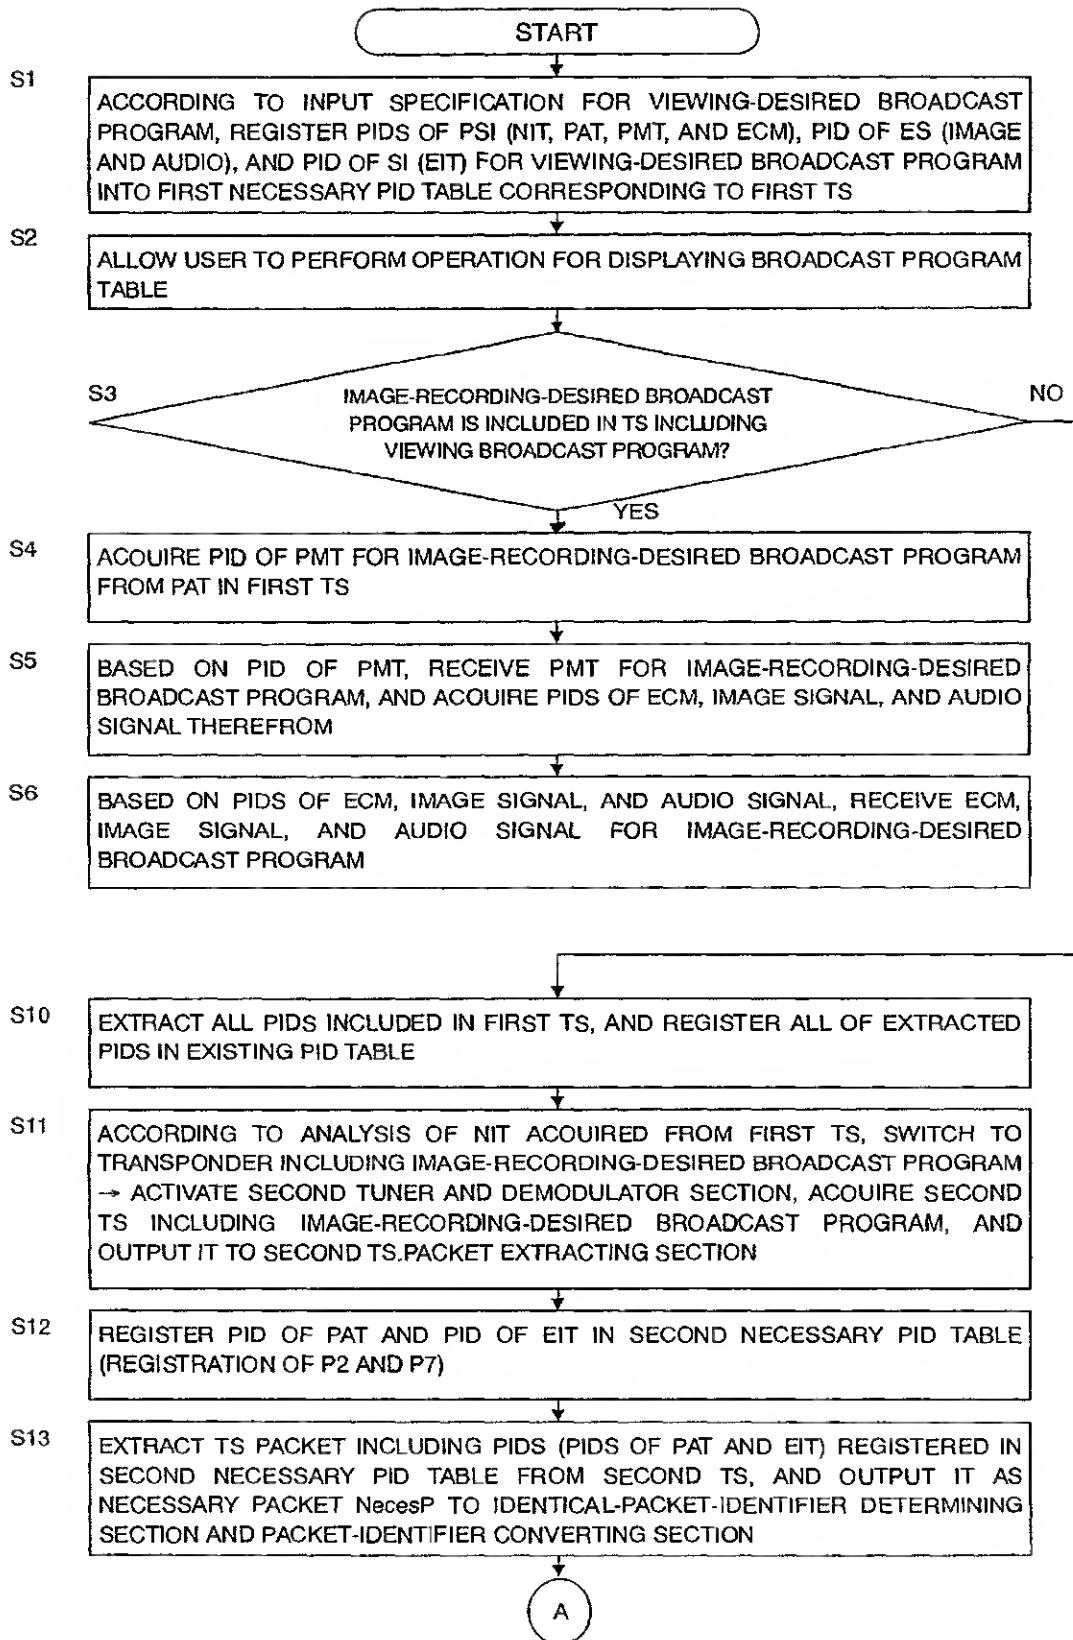 START
S1
ACCORDING TO INPUT SPECIFICATION FOR VIEWING-DESIRED BROADCAST
PROGRAM, REGISTER PIDS OF PSI (NIT, PAT, PMT, AND ECM), PID OF ES (IMAGE
AND AUDIO), AND PID OF SI (EIT) FOR VIEWING-DESIRED BROADCAST PROGRAM
INTO FIRST NECESSARY PID TABLE CORRESPONDING TO FIRST TS
S2
ALLOW USER TO PERFORM OPERATION FOR DISPLAYING BROADCAST PROGRAM
TABLE
S3
IMAGE-RECORDING-DESIRED BROADCAST
PROGRAM IS INCLUDED IN TS INCLUDING
VIEWING BROADCAST PROGRAM?
NO
YES
S4
ACQUIRE PID OF PMT FOR IMAGE-RECORDING-DESIRED BROADCAST PROGRAM
FROM PAT IN FIRST TS
S5
BASED ON PID OF PMT, RECEIVE PMT FOR IMAGE-RECORDING-DESIRED
BROADCAST PROGRAM, AND ACQUIRE PIDS OF ECM, IMAGE SIGNAL, AND AUDIO
SIGNAL THEREFROM
S6
BASED ON PIDS OF ECM, IMAGE SIGNAL, AND AUDIO SIGNAL, RECEIVE ECM,
IMAGE SIGNAL, AND AUDIO SIGNAL FOR IMAGE-RECORDING-DESIRED
BROADCAST PROGRAM
S10
EXTRACT ALL PIDS INCLUDED IN FIRST TS, AND REGISTER ALL OF EXTRACTED
PIDS IN EXISTING PID TABLE
S11
ACCORDING TO ANALYSIS OF NIT ACQUIRED FROM FIRST TS, SWITCH TO
TRANSPONDER INCLUDING IMAGE-RECORDING-DESIRED BROADCAST PROGRAM
→ ACTIVATE SECOND TUNER AND DEMODULATOR SECTION, ACQUIRE SECOND
TS INCLUDING IMAGE-RECORDING-DESIRED BROADCAST PROGRAM, AND
OUTPUT IT TO SECOND TS.PACKET EXTRACTING SECTION
S12
REGISTER PID OF PAT AND PID OF EIT IN SECOND NECESSARY PID TABLE
(REGISTRATION OF P2 AND P7)
S13
EXTRACT TS PACKET INCLUDING PIDS (PIDS OF PAT AND EIT) REGISTERED IN
SECOND NECESSARY PID TABLE FROM SECOND TS, AND OUTPUT IT AS
NECESSARY PACKET NecesP TO IDENTICAL-PACKET-IDENTIFIER DETERMINING
SECTION AND PACKET-IDENTIFIER CONVERTING SECTION
A